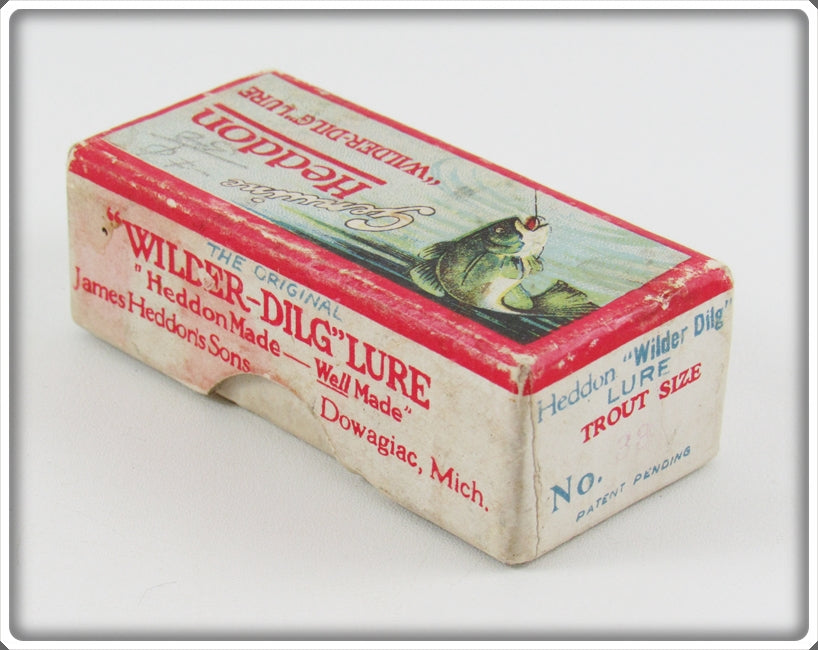 Genuine
Heddon
"WILDER-DILG" LURE
THE ORIGINAL
"WILDER-DILG" LURE
"Heddon Made — Well Made"
James Heddon's Sons
Dowagiac, Mich.
Heddon "Wilder Dilg"
LURE
TROUT SIZE
No.
PATENT PENDING